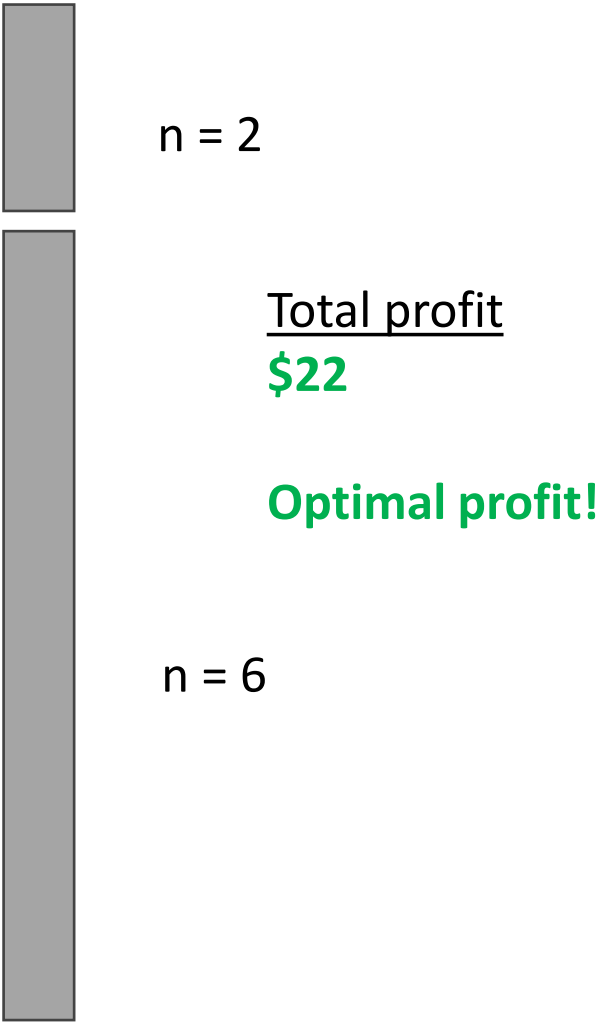 n = 2
Total profit
$22
Optimal profit!
n = 6